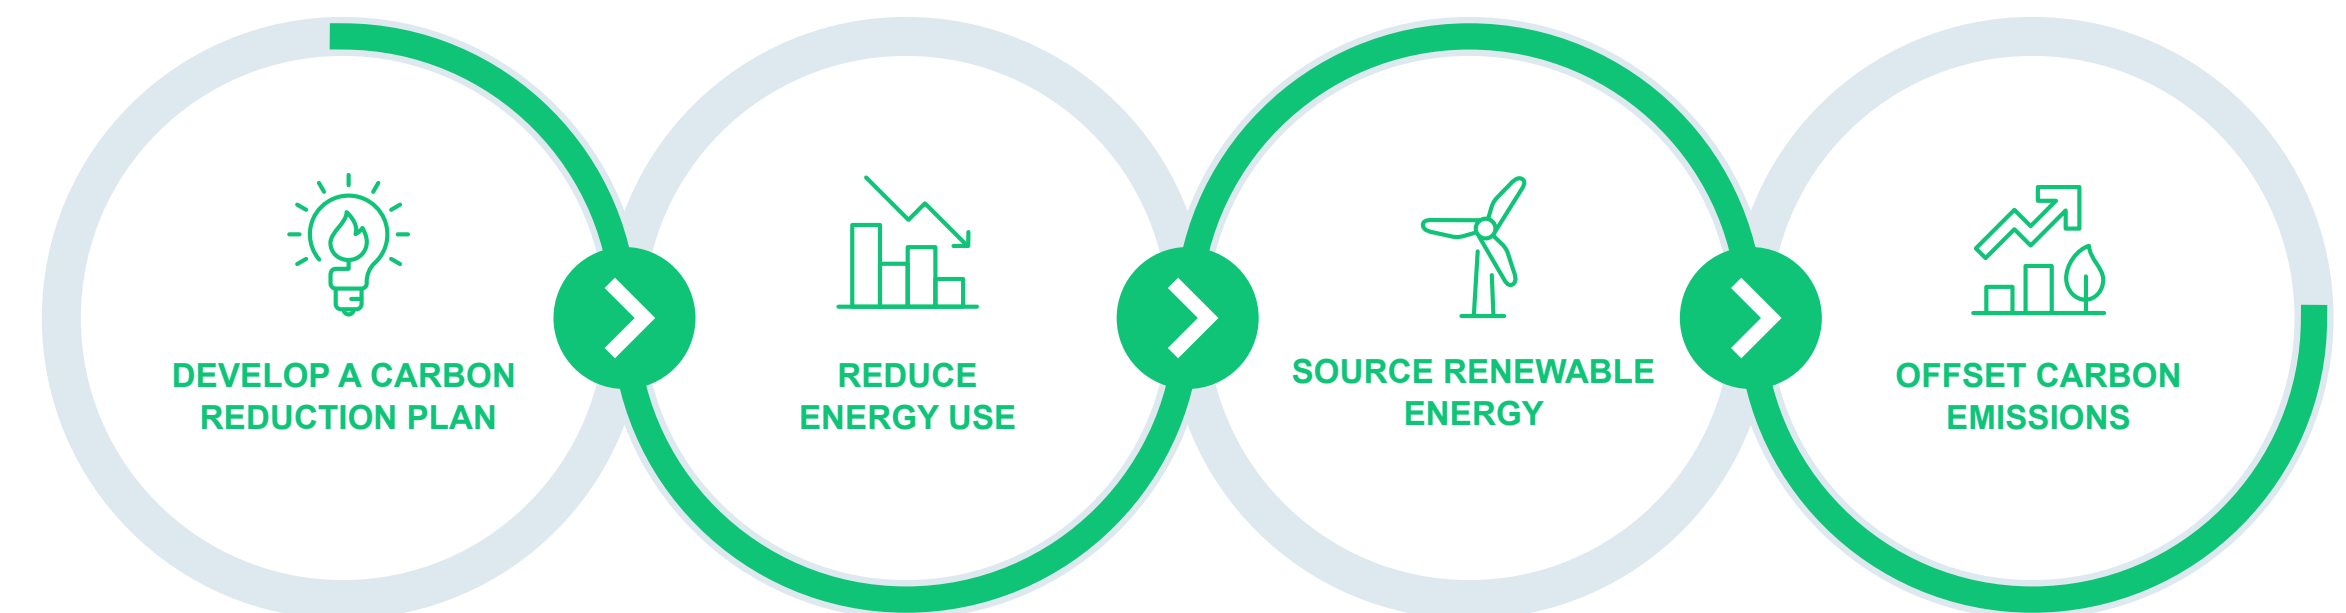 DEVELOP A CARBON
REDUCTION PLAN
REDUCE
ENERGY USE
SOURCE RENEWABLE
ENERGY
OFFSET CARBON
EMISSIONS